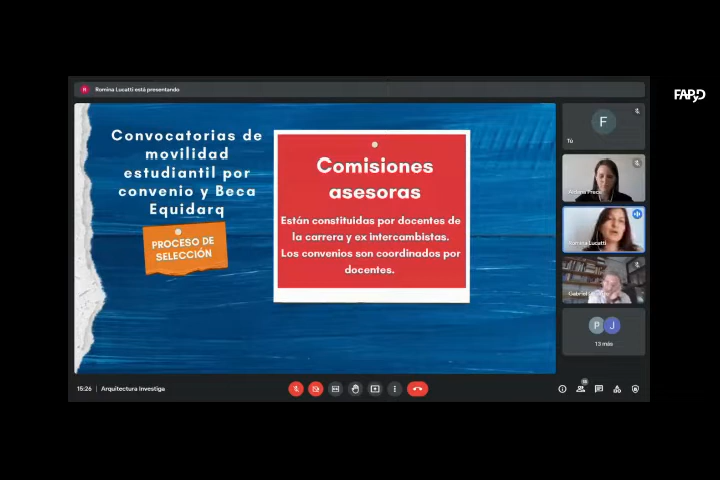 Romina Lucatti está presentando
FAPyD
Convocatorias de
movilidad
estudiantil por
convenio y Beca
Equidarq
PROCESO DE
SELECCIÓN
Comisiones
asesoras
Están constituidas por docentes de
la carrera y ex intercambistas.
Los convenios son coordinados por
docentes.
F
Tú
Romina Lucatti
Gabriel
P J
13 más
15:26 | Arquitectura Investiga